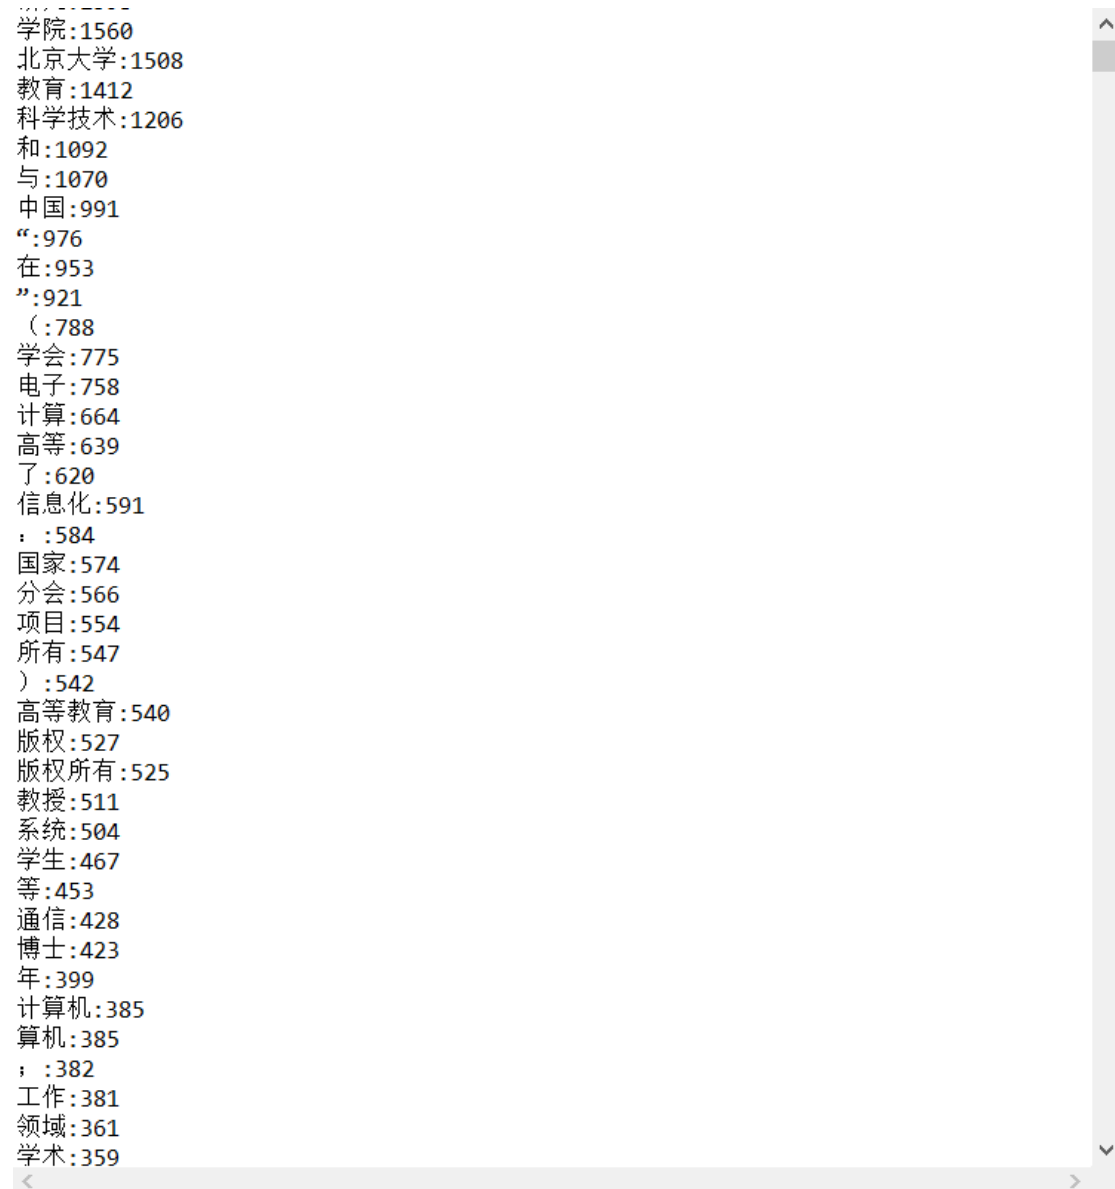 学院:1560
北京大学:1508
教育:1412
科学技术:1206
和:1092
与:1070
中国:991
“:976
在:953
”:921
（:788
学会:775
电子:758
计算:664
高等:639
了:620
信息化:591
：:584
国家:574
分会:566
项目:554
所有:547
）:542
高等教育:540
版权:527
版权所有:525
教授:511
系统:504
学生:467
等:453
通信:428
博士:423
年:399
计算机:385
算机:385
；:382
工作:381
领域:361
学术:359